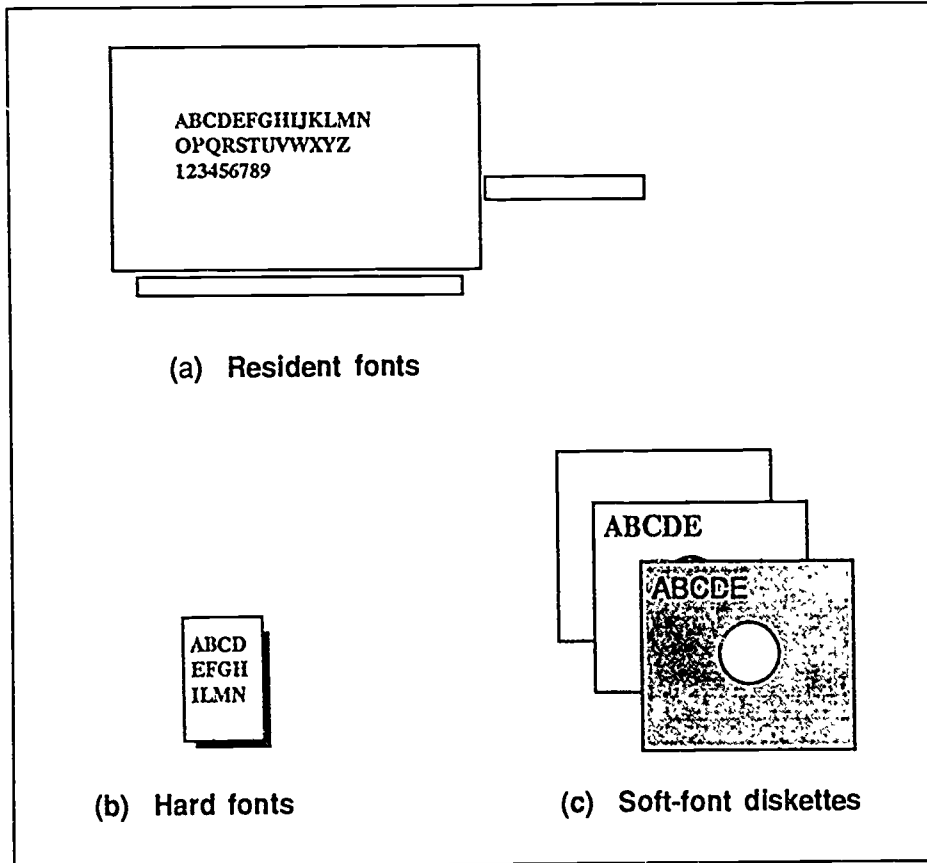 ABCDEFGHIJKLMN
OPQRSTUVWXYZ
123456789
(a) Resident fonts
ABCDE
ABCDE
ABCD
EFGH
ILMN
(b) Hard fonts
(c) Soft-font diskettes